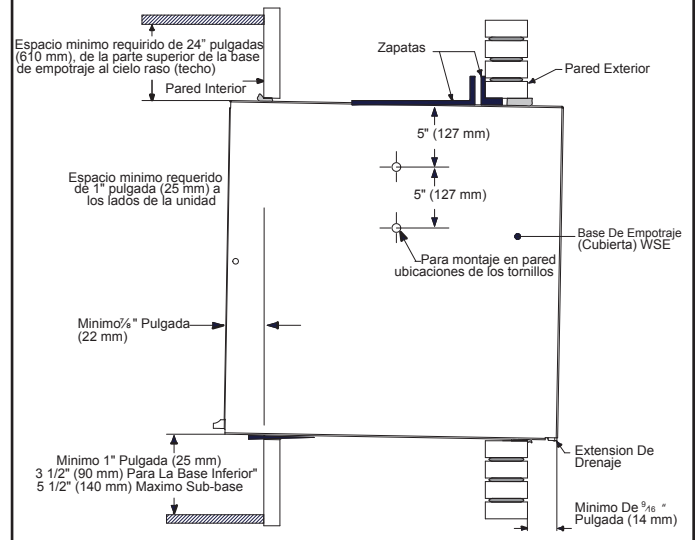 Espacio minimo requirido de 24" pulgadas
(610 mm), de la parte superior de la base
de empotraje al cielo raso (techo)
Pared Interior
Zapatas
Pared Exterior
5" (127 mm)
Espacio minimo requerido
de 1" pulgada (25 mm) a
los lados de la unidad
5" (127 mm)
Base De Empotraje
(Cubierta) WSE
Para montaje en pared
ubicaciones de los tornillos
Minimo⅞" Pulgada
(22 mm)
Minimo 1" Pulgada (25 mm)
3 1/2" (90 mm) Para La Base Inferior"
5 1/2" (140 mm) Maximo Sub-base
Extension De
Drenaje
Minimo De 9/16 "
Pulgada (14 mm)